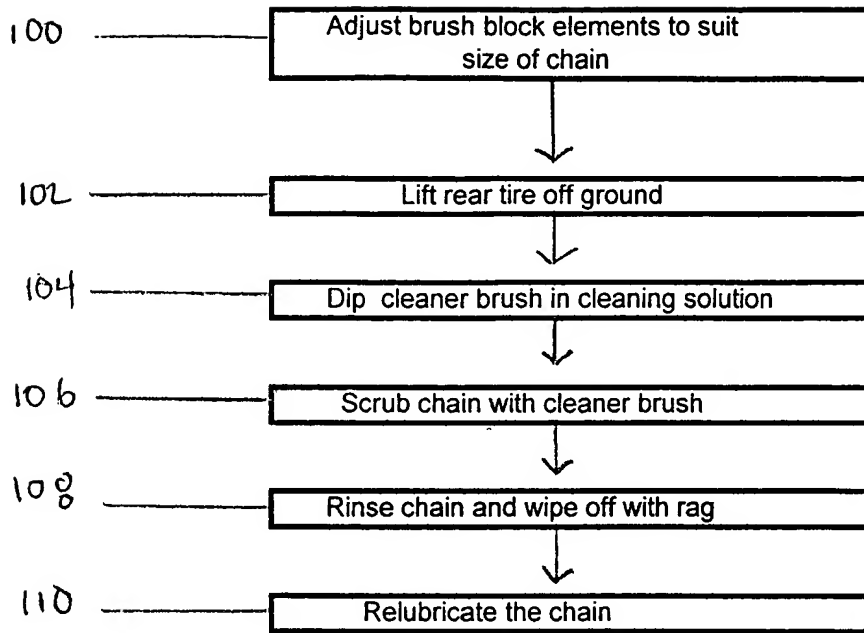 100 Adjust brush block elements to suit
size of chain
102 Lift rear tire off ground
104 Dip cleaner brush in cleaning solution
106 Scrub chain with cleaner brush
108 Rinse chain and wipe off with rag
110 Relubricate the chain